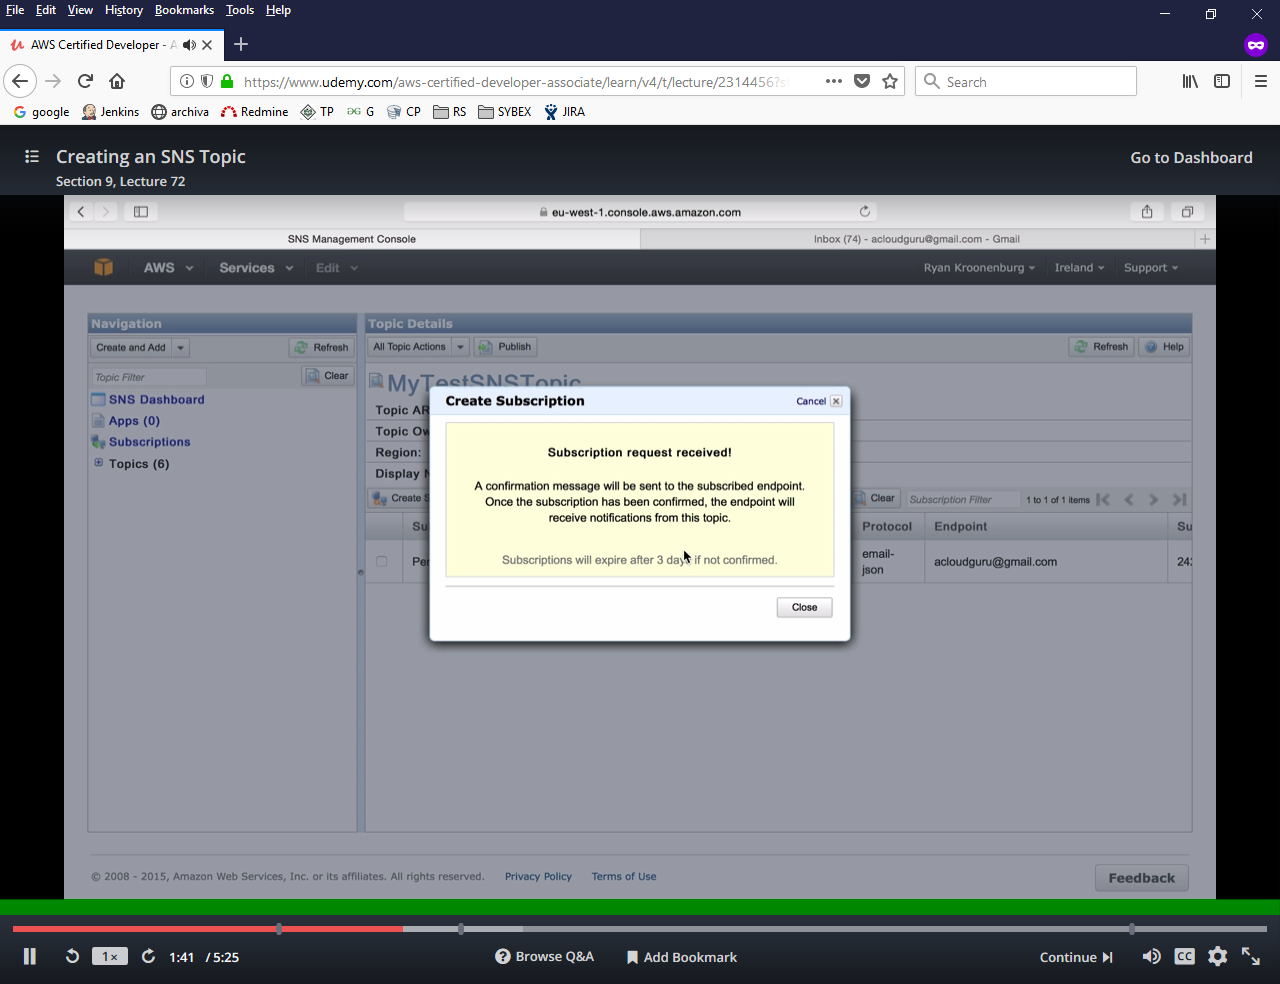 File Edit View History Bookmarks Tools Help
AWS Certified Developer - A
https://www.udemy.com/aws-certified-developer-associate/learn/v4/t/lecture/2314456?s
Search
google Jenkins archiva Redmine TP G CP RS SYBEX JIRA
Creating an SNS Topic
Go to Dashboard
Section 9, Lecture 72
eu-west-1.console.aws.amazon.com
SNS Management Console
Inbox (74) - acloudguru@gmail.com - Gmail
AWS Services Edit Ryan Kroonenburg Ireland Support
Navigation
Create and Add Refresh
Topic Filter Clear
SNS Dashboard
Apps (0)
Subscriptions
Topics (6)
Topic Details
All Topic Actions Publish Refresh Help
MyTestSNSTopic
Topic AR
Topic Ow
Region:
Display N
Create S Clear Subscription Filter 1 to 1 of 1 items
Su Protocol Endpoint Su
Pe email-json acloudguru@gmail.com 24
Create Subscription
Cancel
Subscription request received!
A confirmation message will be sent to the subscribed endpoint.
Once the subscription has been confirmed, the endpoint will
receive notifications from this topic.
Subscriptions will expire after 3 days if not confirmed.
Close
© 2008 - 2015, Amazon Web Services, Inc. or its affiliates. All rights reserved. Privacy Policy Terms of Use
Feedback
1x 1:41 / 5:25 Browse Q&A Add Bookmark Continue CC